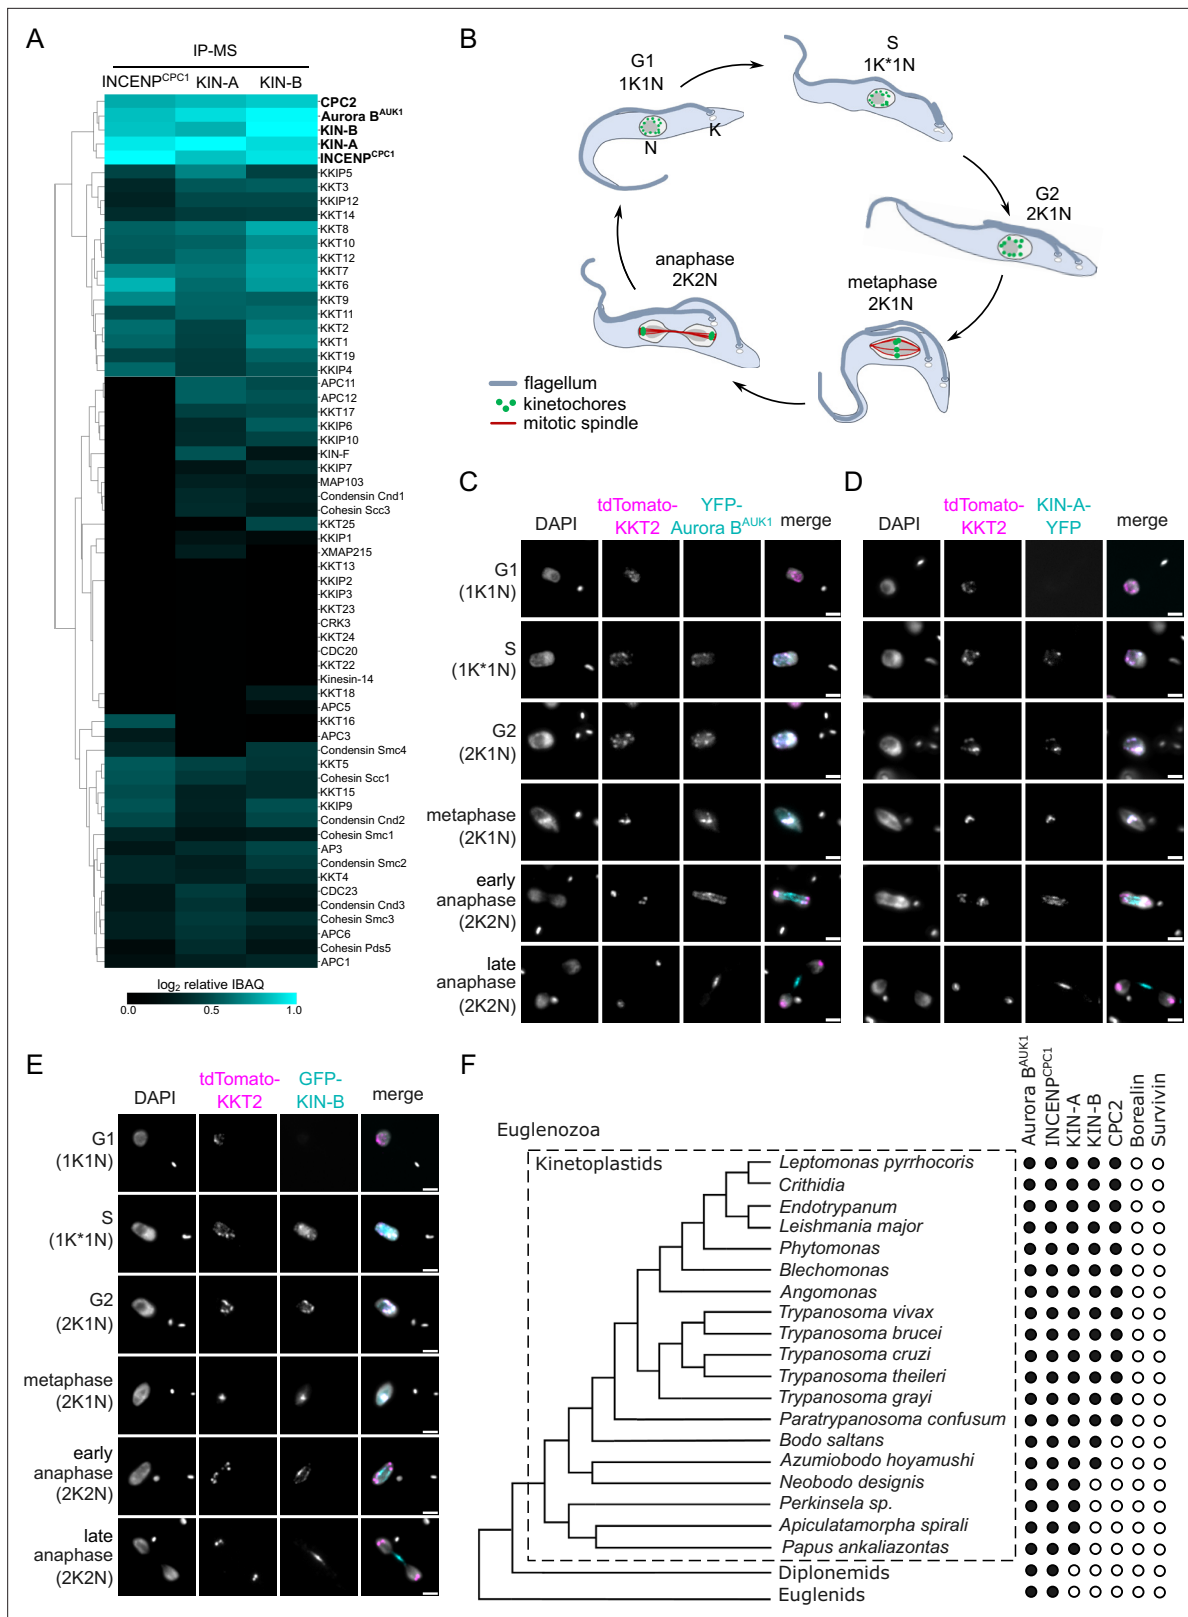 A
IP-MS
INCENP^CPC1 KIN-A KIN-B
CPC2
Aurora B^AUK1
KIN-B
KIN-A
INCENP^CPC1
KKIP5
KKT3
KKIP12
KKT14
KKT8
KKT10
KKT12
KKT7
KKT6
KKT9
KKT11
KKT2
KKT1
KKT19
KKIP4
APC11
APC12
KKT17
KKIP6
KKIP10
KIN-F
KKIP7
MAP103
Condensin Cnd1
Cohesin Scc3
KKT25
KKIP1
XMAP215
KKT13
KKIP2
KKIP3
KKT23
CRK3
KKT24
CDC20
KKT22
Kinesin-14
KKT18
APC5
KKT16
APC3
Condensin Smc4
KKT5
Cohesin Scc1
KKT15
KKIP9
Condensin Cnd2
Cohesin Smc1
AP3
Condensin Smc2
KKT4
CDC23
Condensin Cnd3
Cohesin Smc3
APC6
Cohesin Pds5
APC1
log₂ relative IBAQ
0.0 0.5 1.0
B
G1
1K1N
S
1K*1N
N
K
G2
2K1N
metaphase
2K1N
anaphase
2K2N
flagellum
kinetochores
mitotic spindle
C
DAPI
tdTomato-
KKT2
YFP-
Aurora B^AUK1
merge
G1
(1K1N)
S
(1K*1N)
G2
(2K1N)
metaphase
(2K1N)
early
anaphase
(2K2N)
late
anaphase
(2K2N)
D
DAPI
tdTomato-
KKT2
KIN-A-
YFP
merge
E
DAPI
tdTomato-
KKT2
GFP-
KIN-B
merge
G1
(1K1N)
S
(1K*1N)
G2
(2K1N)
metaphase
(2K1N)
early
anaphase
(2K2N)
late
anaphase
(2K2N)
F
Aurora B^AUK1
INCENP^CPC1
KIN-A
KIN-B
CPC2
Borealin
Survivin
Euglenozoa
Kinetoplastids
Leptomonas pyrrhocoris
Crithidia
Endotrypanum
Leishmania major
Phytomonas
Blechomonas
Angomonas
Trypanosoma vivax
Trypanosoma brucei
Trypanosoma cruzi
Trypanosoma theileri
Trypanosoma grayi
Paratrypanosoma confusum
Bodo saltans
Azumiobodo hoyamushi
Neobodo designis
Perkinsela sp.
Apiculatamorpha spirali
Papus ankaliazontas
Diplonemids
Euglenids